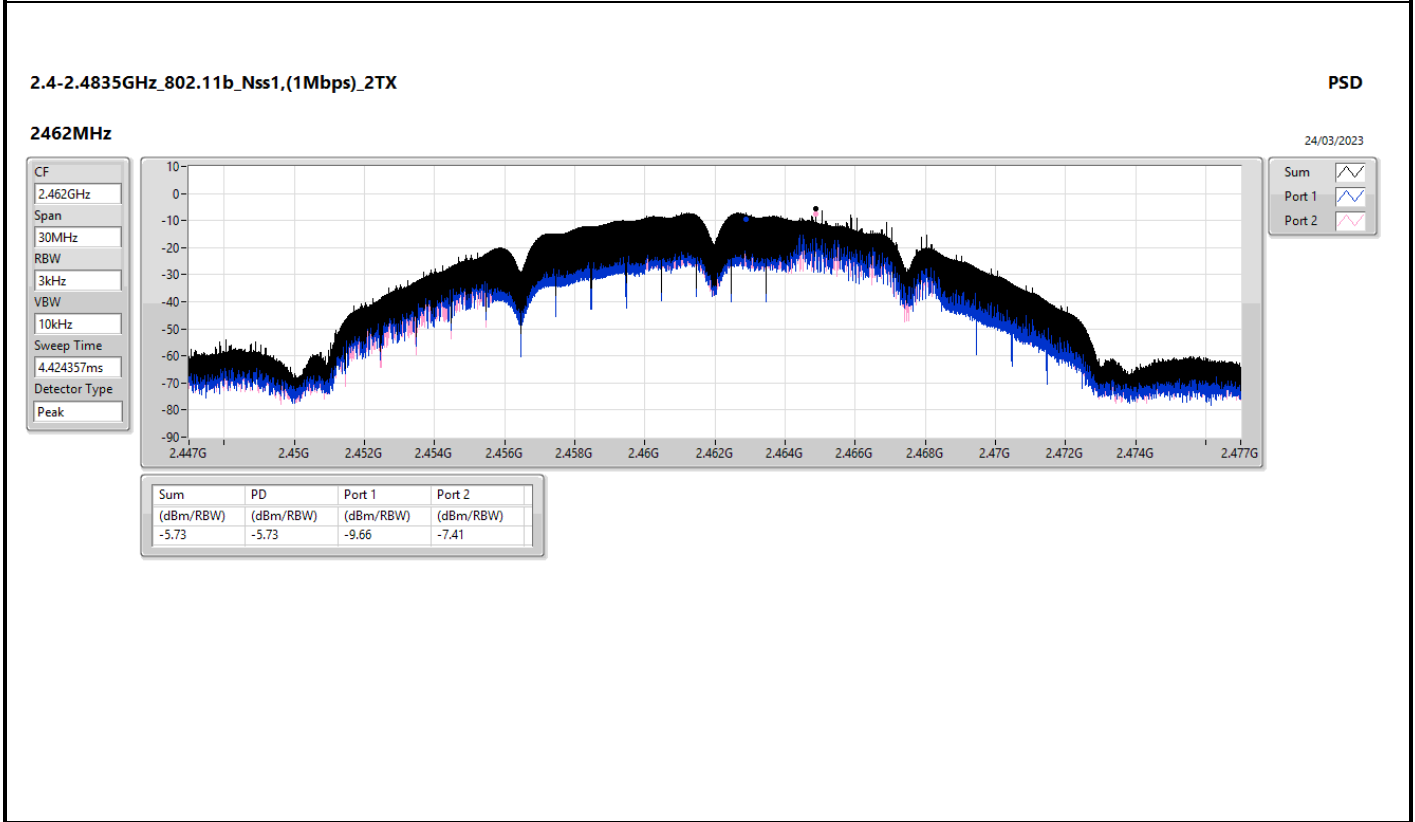 2.4-2.4835GHz_802.11b_Nss1,(1Mbps)_2TX
PSD
2462MHz
24/03/2023
CF
2.462GHz
Span
30MHz
RBW
3kHz
VBW
10kHz
Sweep Time
4.424357ms
Detector Type
Peak
10
0
-10
-20
-30
-40
-50
-60
-70
-80
-90
2.447G 2.45G 2.452G 2.454G 2.456G 2.458G 2.46G 2.462G 2.464G 2.466G 2.468G 2.47G 2.472G 2.474G 2.477G
Sum
Port 1
Port 2
Sum PD Port 1 Port 2
(dBm/RBW) (dBm/RBW) (dBm/RBW) (dBm/RBW)
-5.73 -5.73 -9.66 -7.41